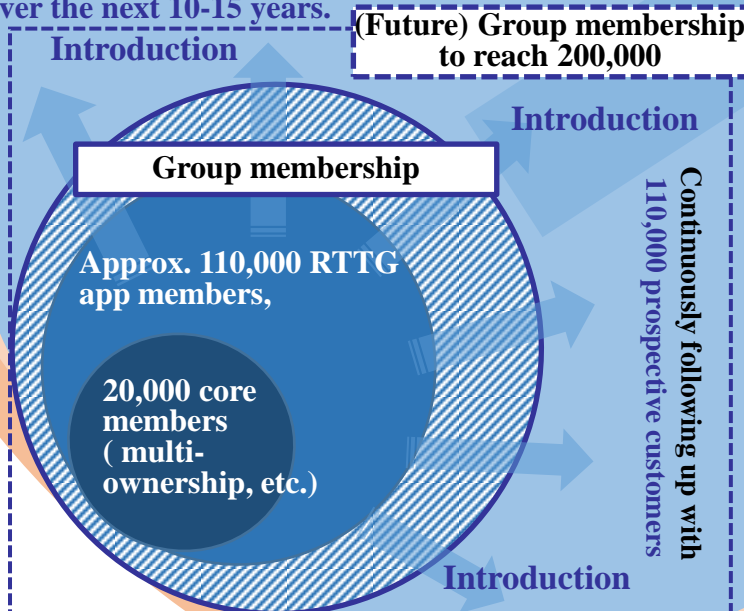 ver the next 10-15 years.
(Future) Group membership
to reach 200,000
Introduction
Introduction
Group membership
Continuously following up with
110,000 prospective customers
Approx. 110,000 RTTG
app members,
20,000 core
members
( multi-
ownership, etc.)
Introduction